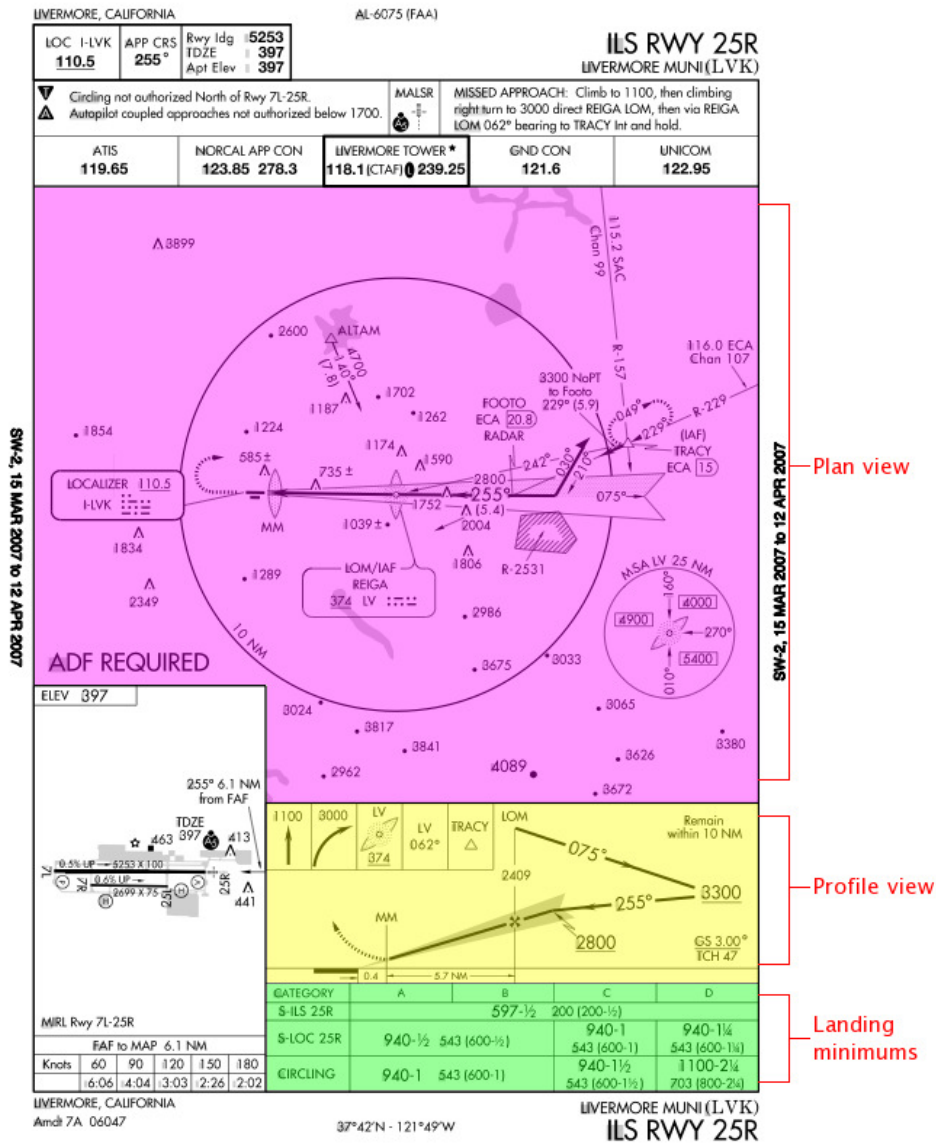 LIVERMORE, CALIFORNIA
AL-6075 (FAA)
LOC I-LVK
110.5
APP CRS
255°
Rwy Idg 5253
TDZE 397
Apt Elev 397
ILS RWY 25R
LIVERMORE MUNI (LVK)
T Circling not authorized North of Rwy 7L-25R.
A Autopilot coupled approaches not authorized below 1700.
MALSR
A5
MISSED APPROACH: Climb to 1100, then climbing
right turn to 3000 direct REIGA LOM, then via REIGA
LOM 062° bearing to TRACY Int and hold.
ATIS
119.65
NORCAL APP CON
123.85 278.3
LIVERMORE TOWER ★
118.1 (CTAF) L 239.25
GND CON
121.6
UNICOM
122.95
3899
115.2 SAC
Chan 99
R-157
116.0 ECA
Chan 107
R-229
2600
ALTAM
4700
140°
(7.8)
3300 NoPT
to Footo
229° (5.9)
049°
229°
(IAF)
TRACY
ECA 15
1702
1187
1262
FOOTO
ECA 20.8
RADAR
1854
1224
1174
1590
242°
030°
210°
585±
735 ±
2800
255°
(5.4)
075°
LOCALIZER 110.5
I-LVK
MM
1752
1039 ±
2004
1834
1806
R-2531
LOM/IAF
REIGA
374 LV
1289
2349
MSA LV 25 NM
160°
4000
4900
270°
5400
010°
2986
10 NM
ADF REQUIRED
3675
3033
3024
3065
3817
3841
3380
3626
2962
4089
3672
SW-2, 15 MAR 2007 to 12 APR 2007
SW-2, 15 MAR 2007 to 12 APR 2007
Plan view
ELEV 397
255° 6.1 NM
from FAF
TDZE
397
A5
463
413
0.5% UP
5253 X 100
7L
7R
0.6% UP
2699 X 75
25L
25R
441
H
H
MIRL Rwy 7L-25R
FAF to MAP 6.1 NM
Knots 60 90 120 150 180
6:06 4:04 3:03 2:26 2:02
1100
3000
LV
374
LV
062°
TRACY
LOM
Remain
within 10 NM
075°
2409
3300
255°
MM
2800
GS 3.00°
TCH 47
0.4
5.7 NM
Profile view
CATEGORY A B C D
S-ILS 25R 597-½ 200 (200-½)
S-LOC 25R 940-½ 543 (600-½) 940-1 543 (600-1) 940-1¼ 543 (600-1¼)
CIRCLING 940-1 543 (600-1) 940-1½ 543 (600-1½) 1100-2¼ 703 (800-2¼)
Landing
minimums
LIVERMORE, CALIFORNIA
Amdt 7A 06047
37°42'N - 121°49'W
LIVERMORE MUNI (LVK)
ILS RWY 25R